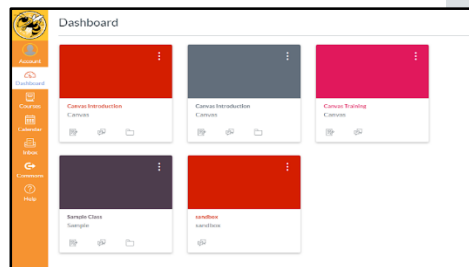 Dashboard
Account
Dashboard
Courses
Calendar
Inbox
Commons
Help
Canvas Introduction
Canvas
Canvas Introduction
Canvas
Canvas Training
Canvas
Sample Class
Sample
sandbox
sandbox